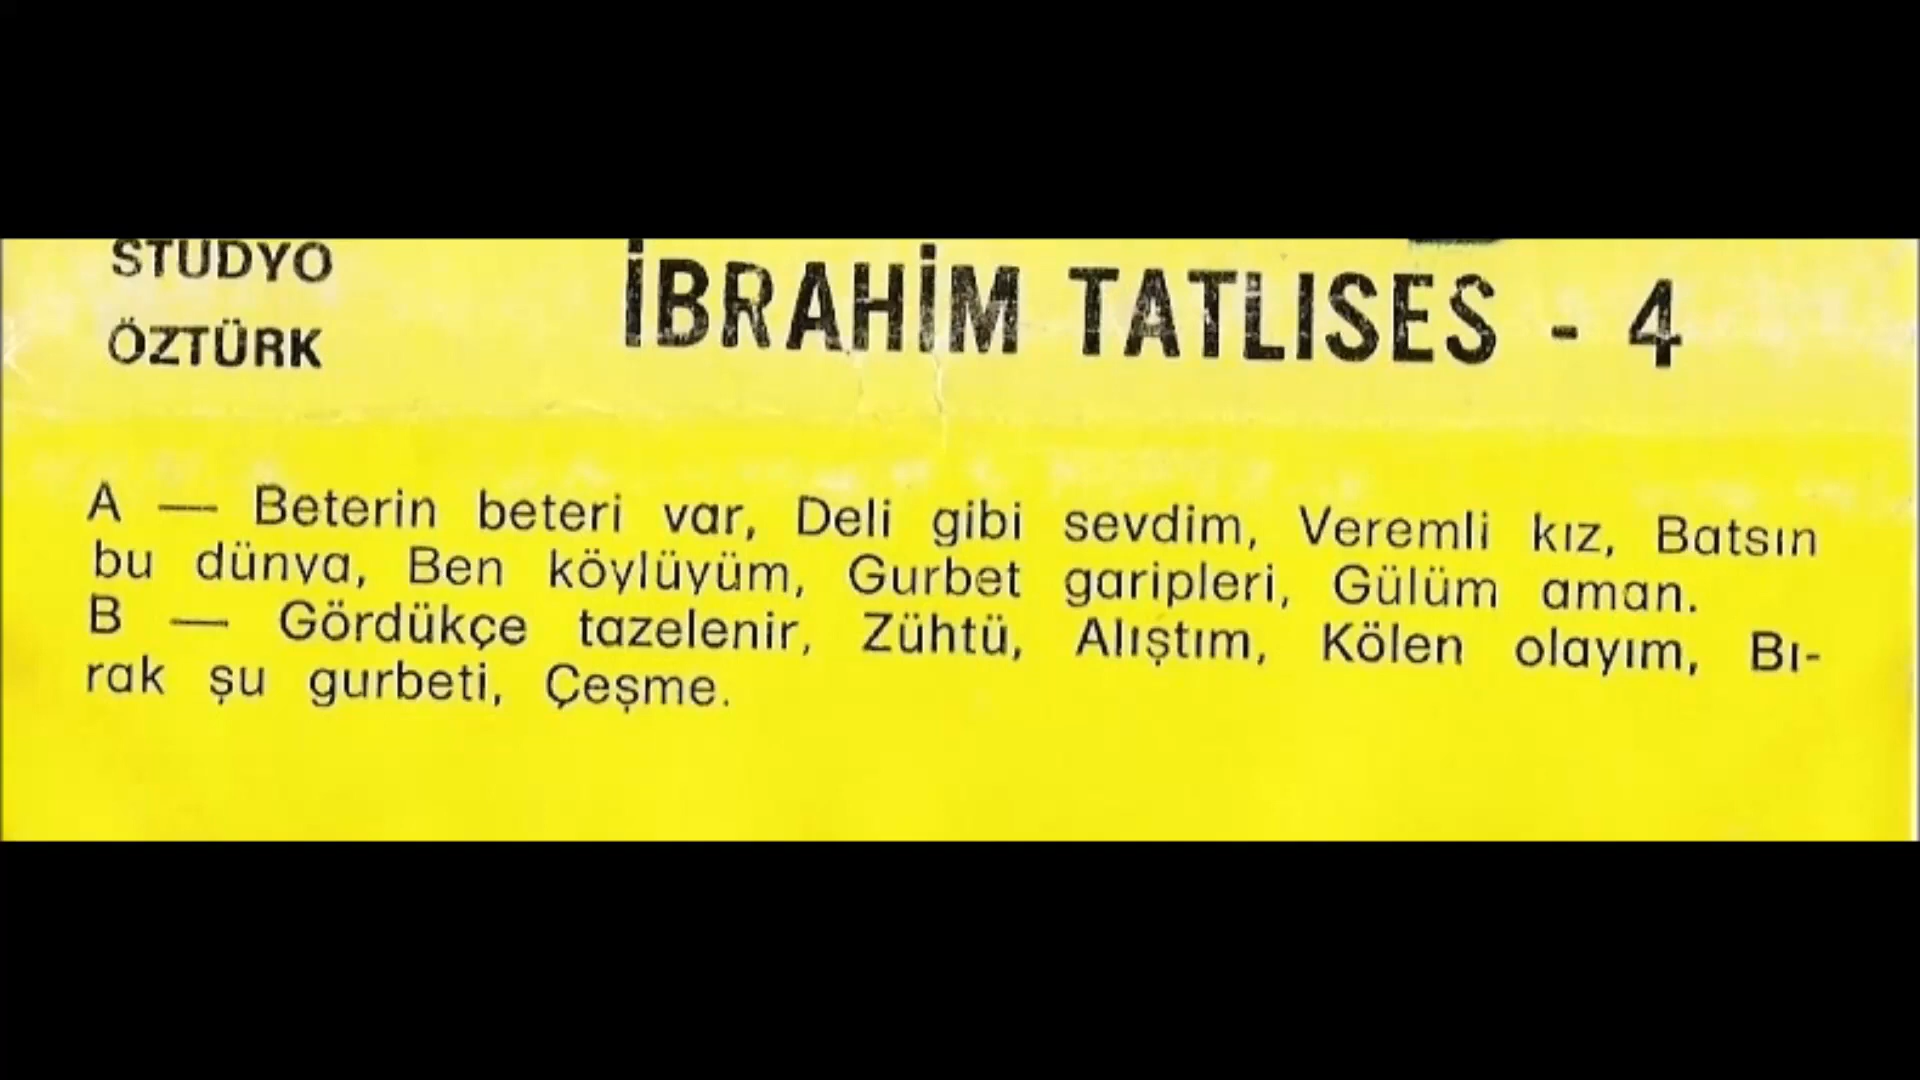 STUDYO
ÖZTÜRK
İBRAHİM TATLISES - 4
A — Beterin beteri var, Deli gibi sevdim, Veremli kız, Batsın
bu dünya, Ben köylüyüm, Gurbet garipleri, Gülüm aman.
B — Gördükçe tazelenir, Zühtü, Alıştım, Kölen olayım, Bı-
rak şu gurbeti, Çeşme.